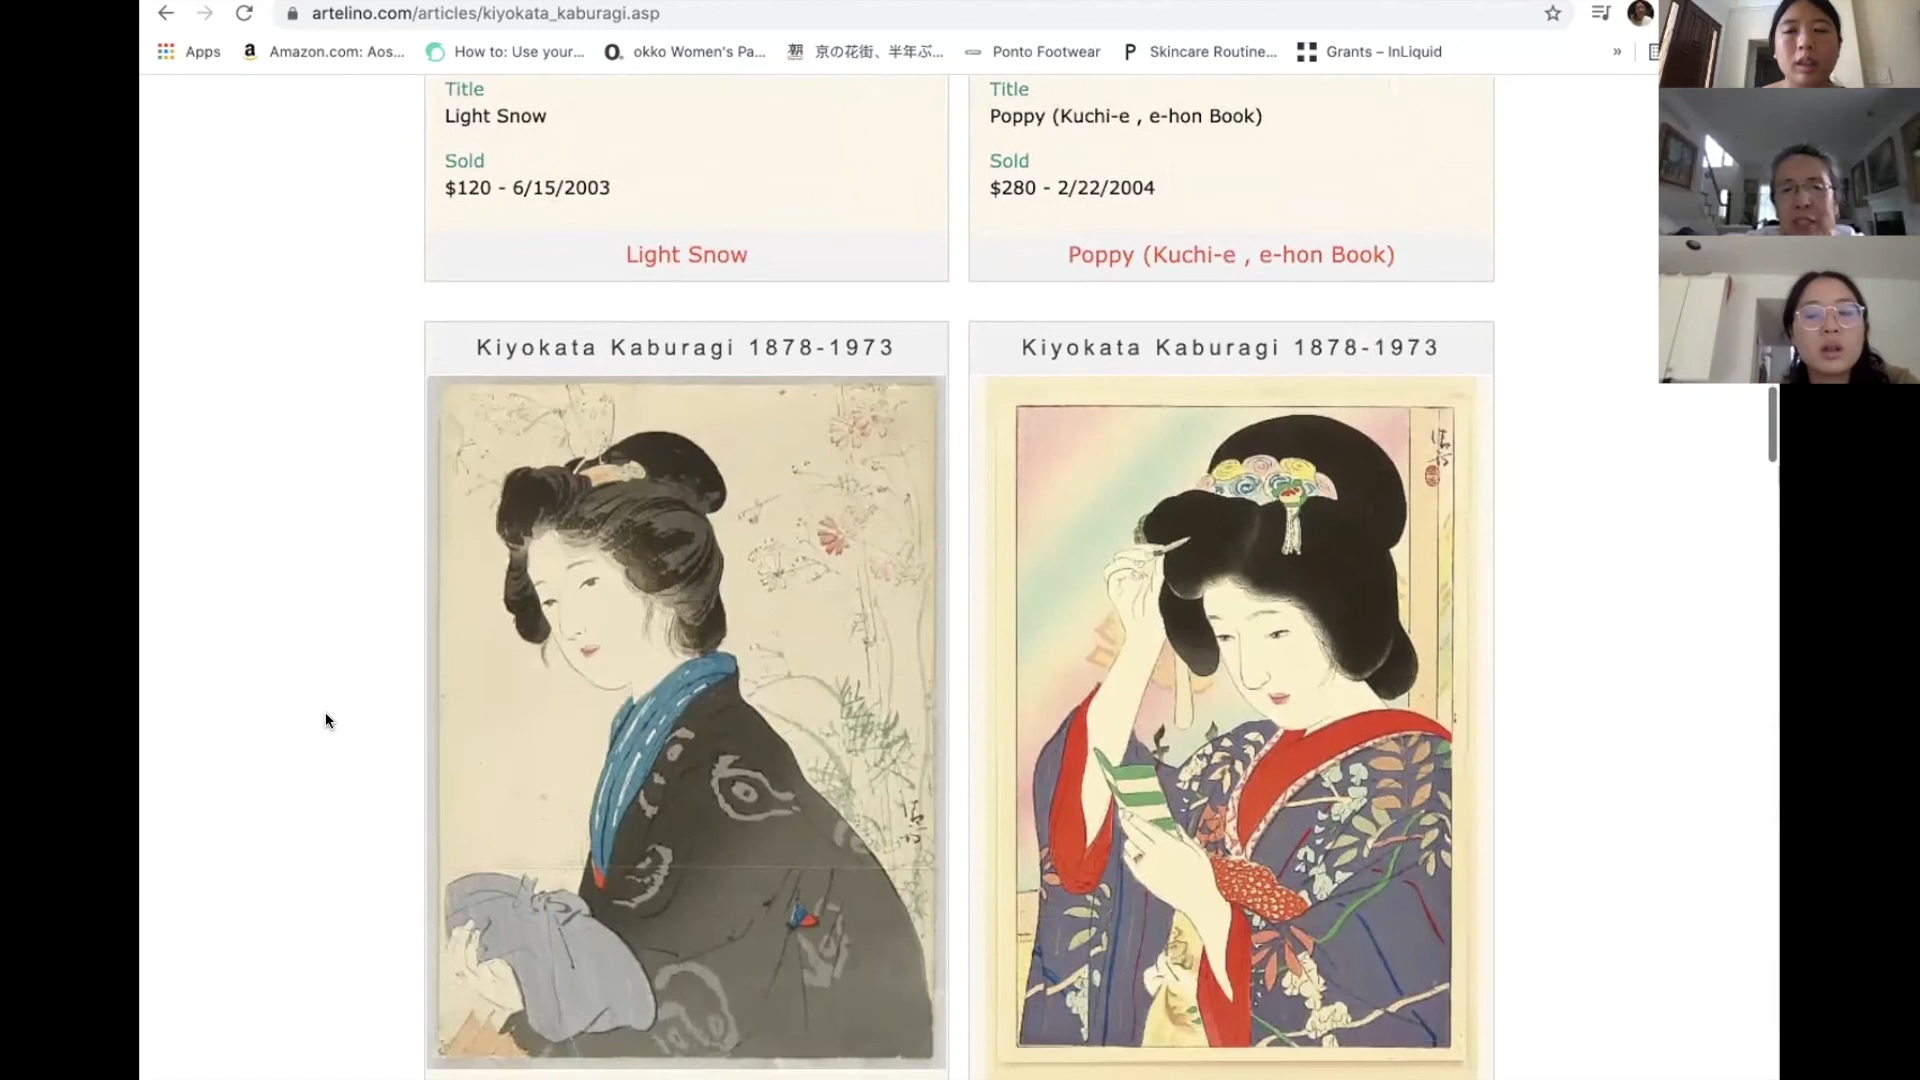 artelino.com/articles/kiyokata_kaburagi.asp
Apps
Amazon.com: Aos...
How to: Use your...
okko Women's Pa...
京の花街、半年ぶ...
Ponto Footwear
Skincare Routine...
Grants – InLiquid
»
Title
Light Snow
Sold
$120 - 6/15/2003
Light Snow
Title
Poppy (Kuchi-e , e-hon Book)
Sold
$280 - 2/22/2004
Poppy (Kuchi-e , e-hon Book)
Kiyokata Kaburagi 1878-1973
Kiyokata Kaburagi 1878-1973